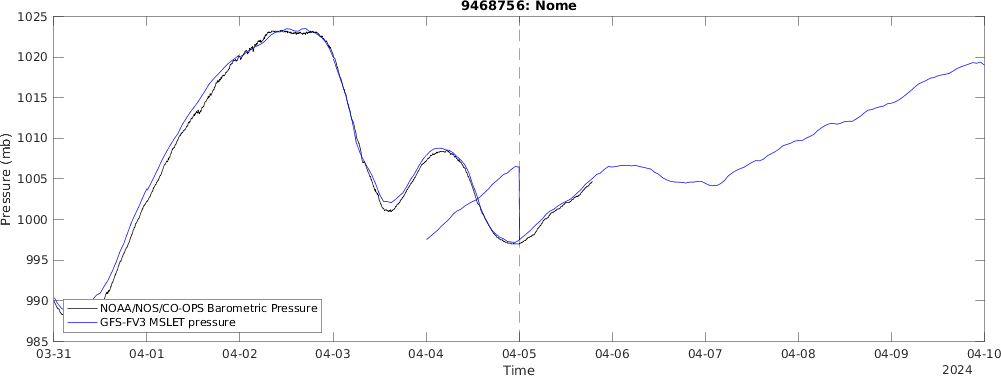 9468756: Nome
1025
1020
1015
1010
1005
1000
995
990
985
Pressure (mb)
NOAA/NOS/CO-OPS Barometric Pressure
GFS-FV3 MSLET pressure
03-31 04-01 04-02 04-03 04-04 04-05 04-06 04-07 04-08 04-09 04-10
Time
2024